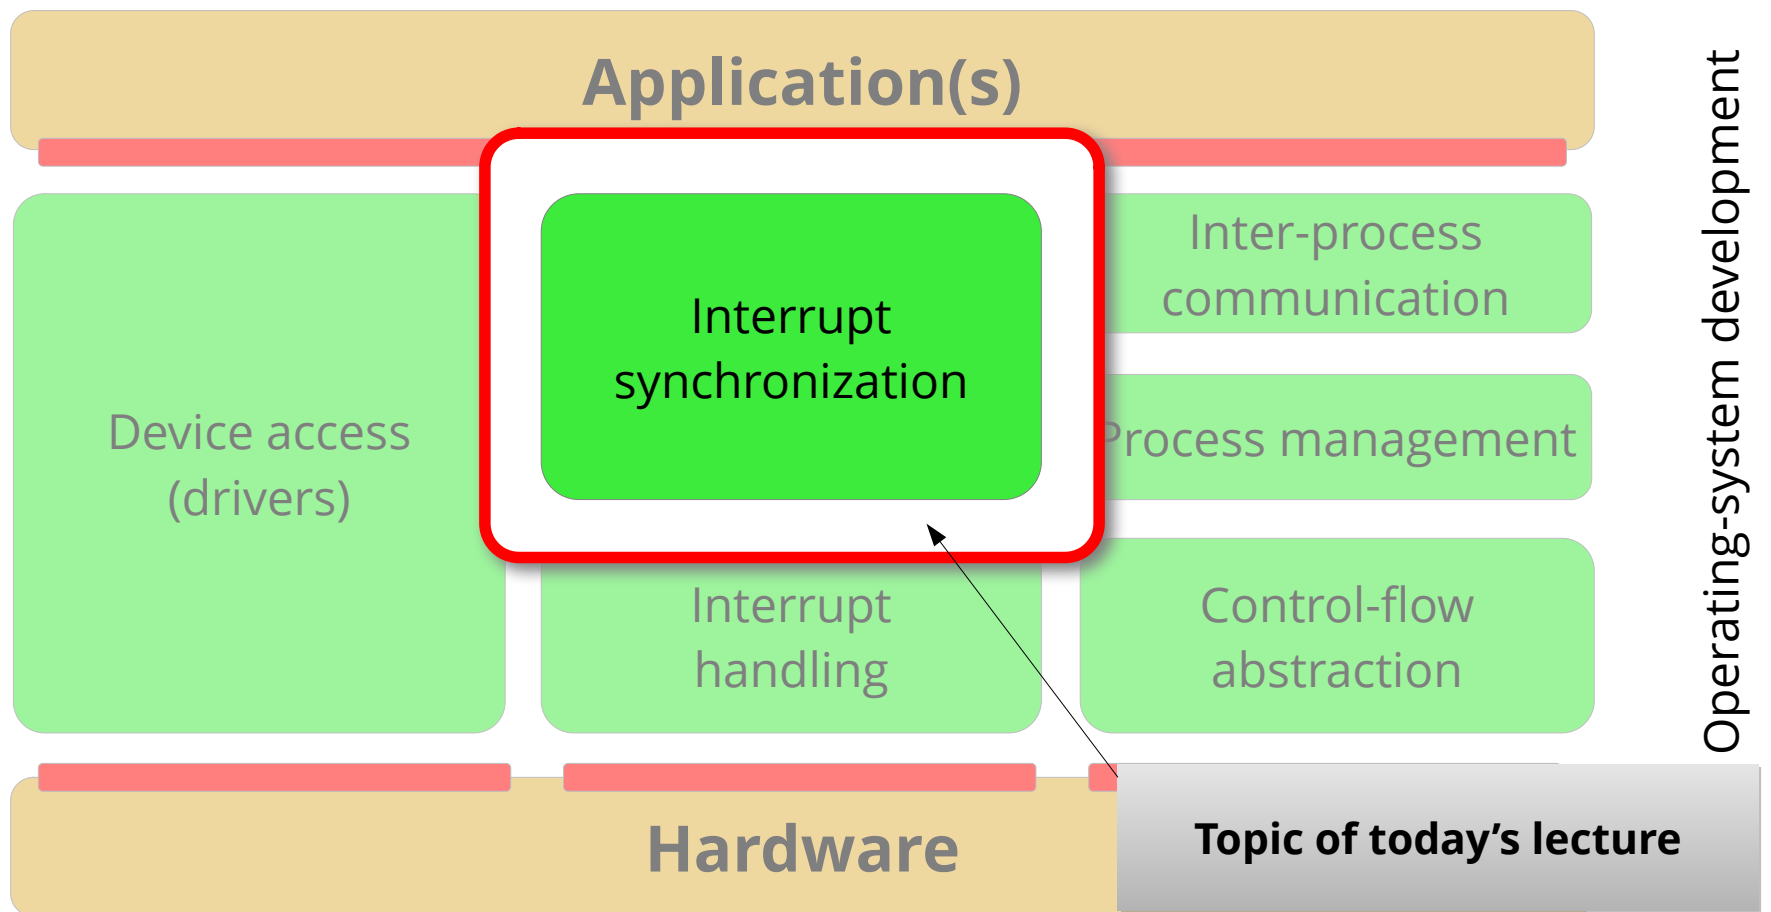 Application(s)
Interrupt
synchronization
Inter-process
communication
Device access
(drivers)
Process management
Interrupt
handling
Control-flow
abstraction
Hardware
Topic of today’s lecture
Operating-system development